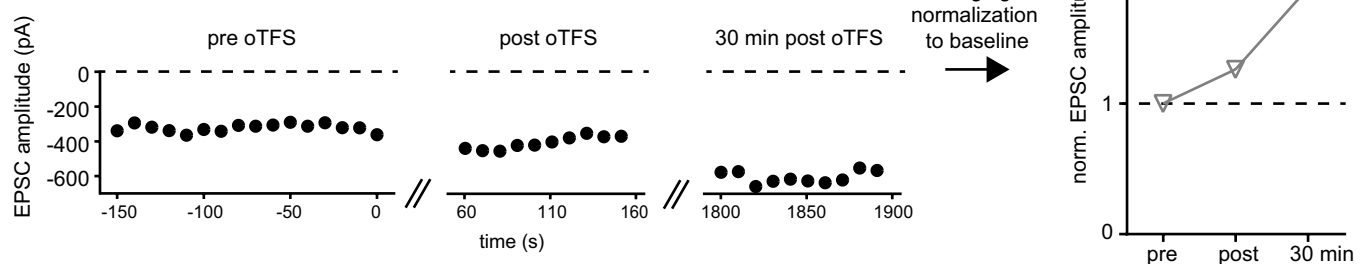 pre oTFS
post oTFS
30 min post oTFS
normalization
to baseline
EPSC amplitude (pA)
0
-200
-400
-600
-150
-100
-50
0
60
110
160
1800
1850
1900
time (s)
norm. EPSC
1
0
pre
post
30 min